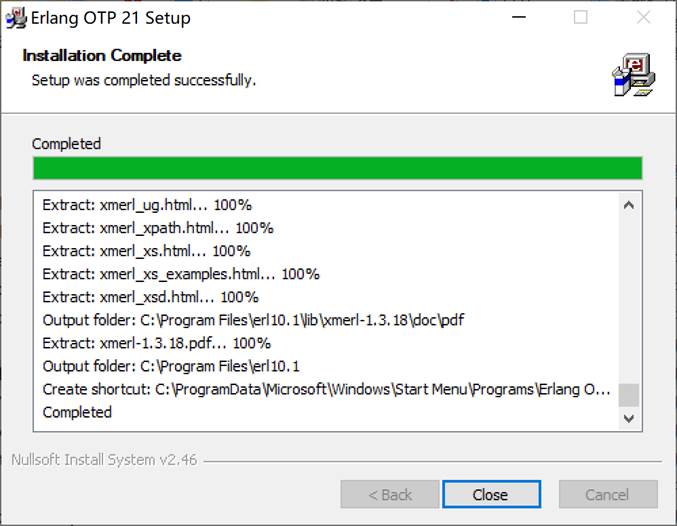 Erlang OTP 21 Setup
Installation Complete
Setup was completed successfully.
Completed
Extract: xmerl_ug.html... 100%
Extract: xmerl_xpath.html... 100%
Extract: xmerl_xs.html... 100%
Extract: xmerl_xs_examples.html... 100%
Extract: xmerl_xsd.html... 100%
Output folder: C:\Program Files\erl10.1\lib\xmerl-1.3.18\doc\pdf
Extract: xmerl-1.3.18.pdf... 100%
Output folder: C:\Program Files\erl10.1
Create shortcut: C:\ProgramData\Microsoft\Windows\Start Menu\Programs\Erlang O...
Completed
Nullsoft Install System v2.46
< Back Close Cancel